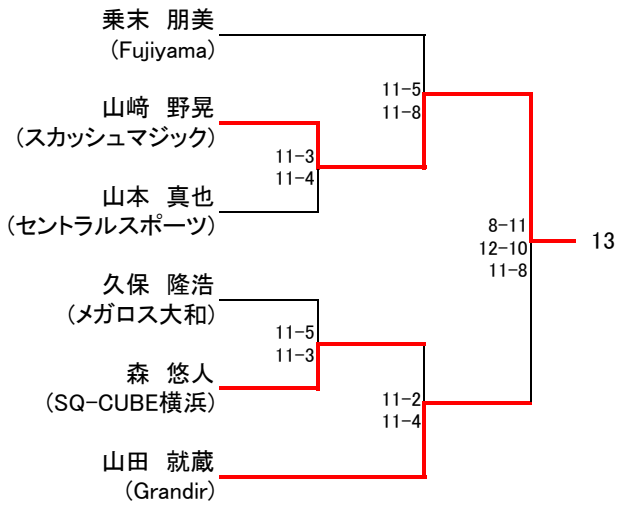 乗末　朋美
(Fujiyama)
11-5
11-8
山﨑　野晃
(スカッシュマジック)
11-3
11-4
山本　真也
(セントラルスポーツ)
8-11
12-10
11-8
13
久保　隆浩
(メガロス大和)
11-5
11-3
森　悠人
(SQ-CUBE横浜)
11-2
11-4
山田　就蔵
(Grandir)